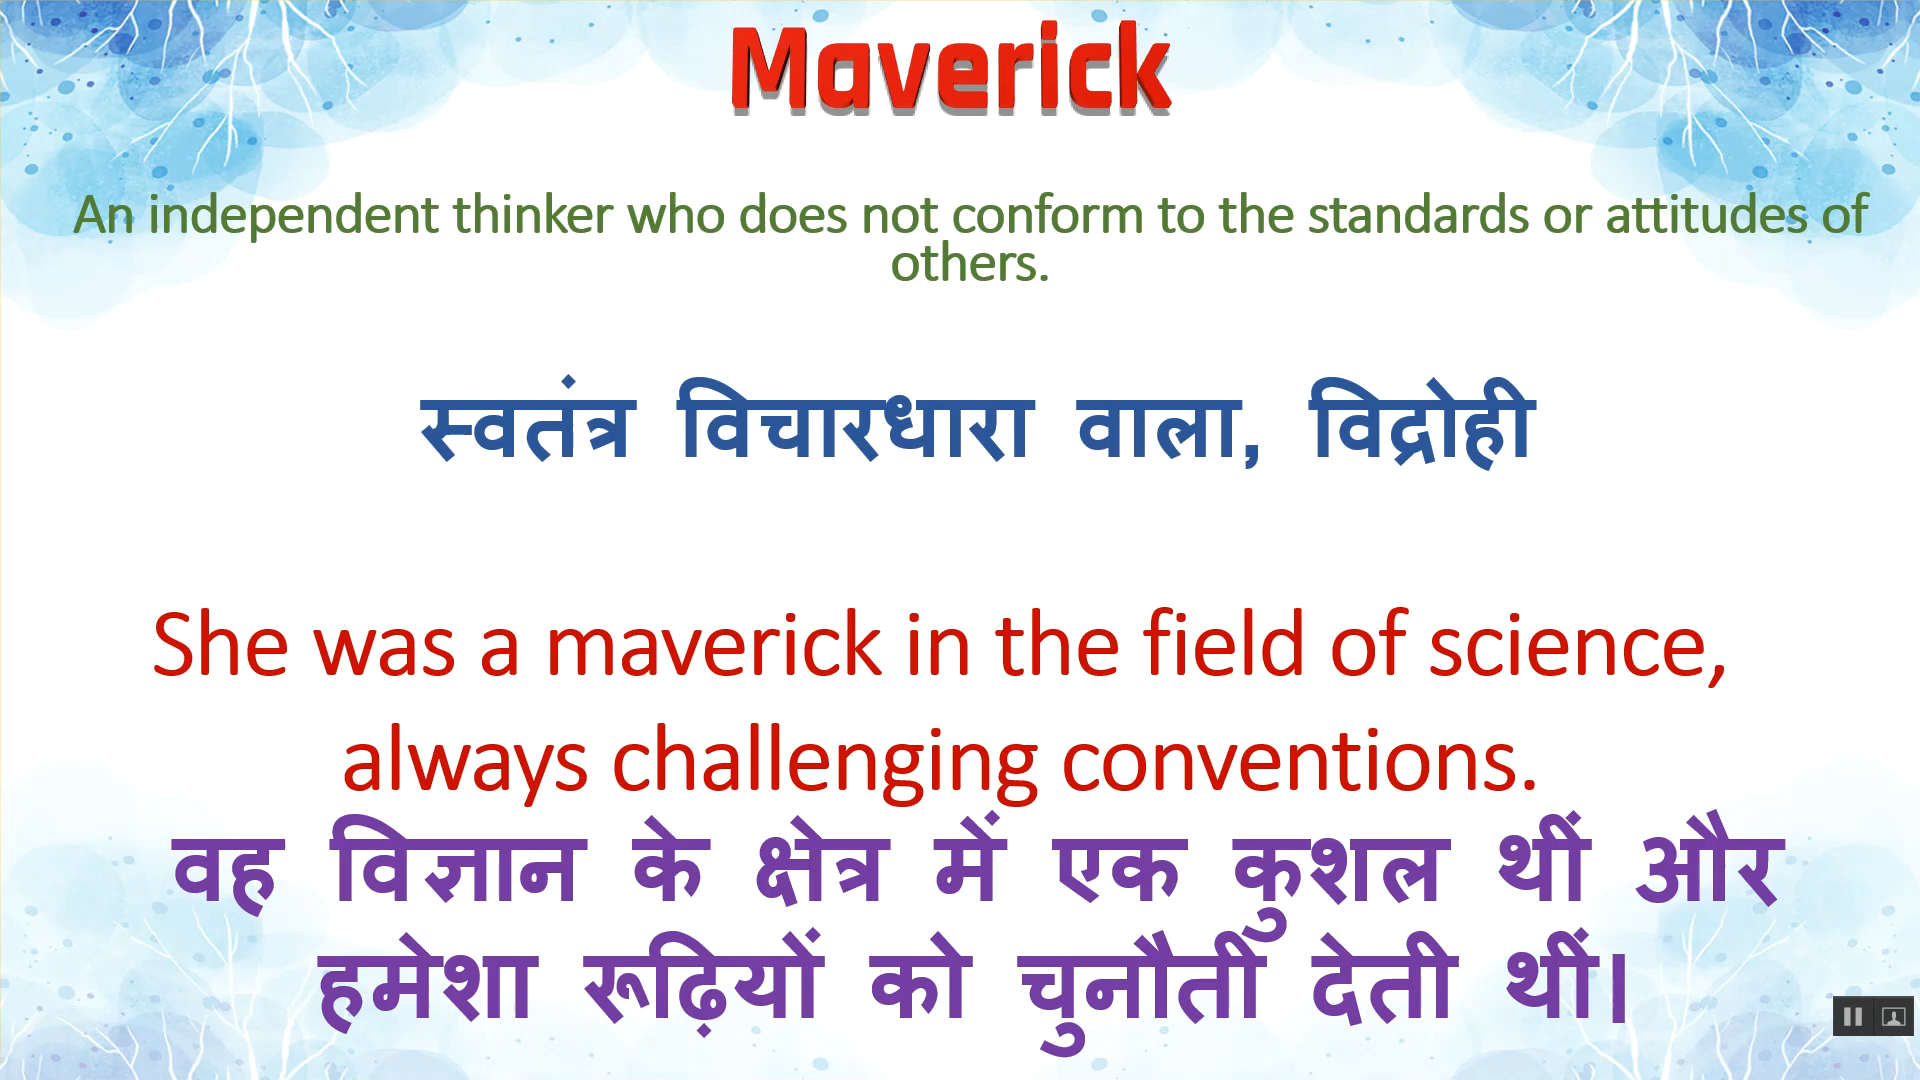 Maverick
An independent thinker who does not conform to the standards or attitudes of
others.
स्वतंत्र विचारधारा वाला, विद्रोही
She was a maverick in the field of science,
always challenging conventions.
वह विज्ञान के क्षेत्र में एक कुशल थीं और
हमेशा रूढ़ियों को चुनौती देती थीं।